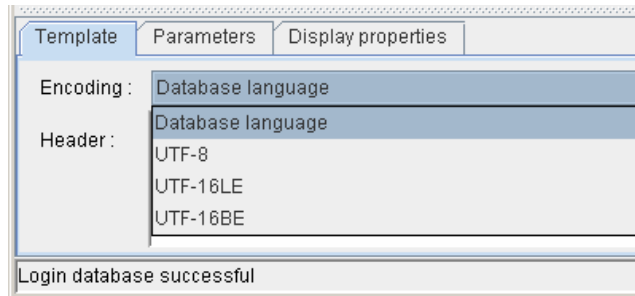 Template Parameters Display properties
Encoding : Database language
Database language
Header :
UTF-8
UTF-16LE
UTF-16BE
Login database successful